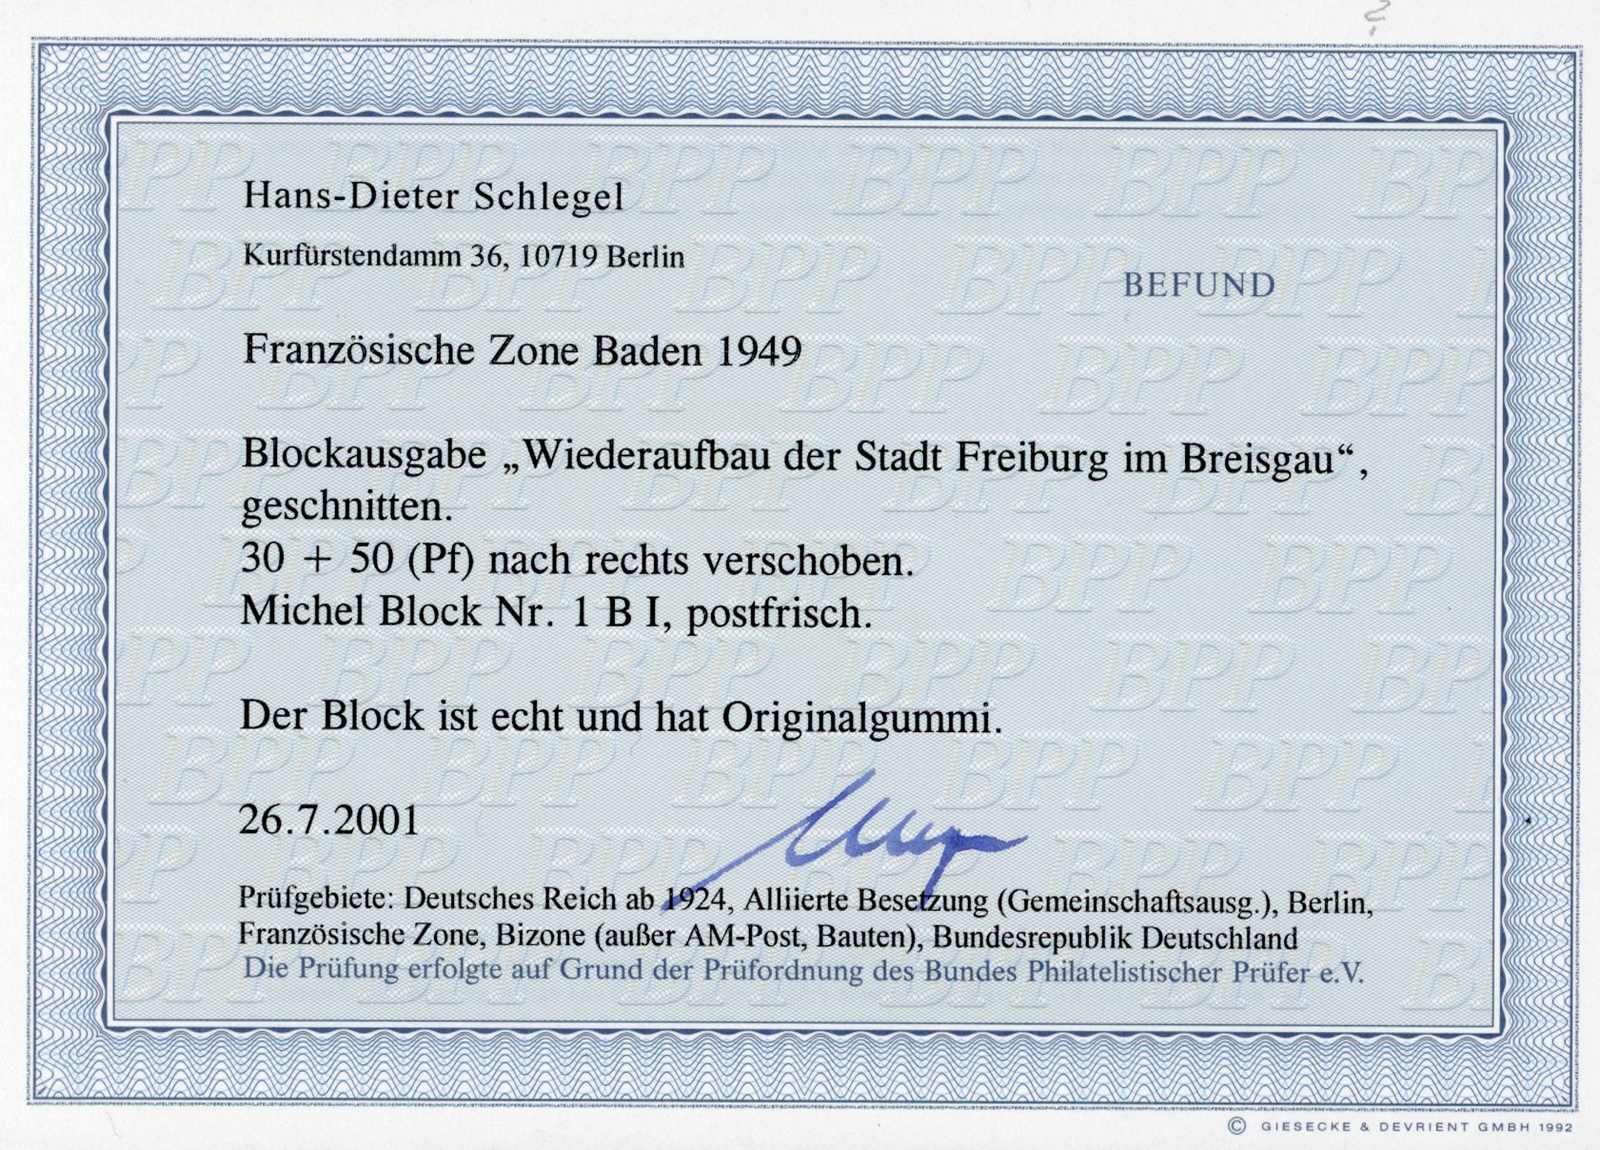 Hans-Dieter Schlegel
Kurfürstendamm 36, 10719 Berlin
BEFUND
Französische Zone Baden 1949
Blockausgabe „Wiederaufbau der Stadt Freiburg im Breisgau“,
geschnitten.
30 + 50 (Pf) nach rechts verschoben.
Michel Block Nr. 1 B I, postfrisch.
Der Block ist echt und hat Originalgummi.
26.7.2001
Prüfgebiete: Deutsches Reich ab 1924, Alliierte Besetzung (Gemeinschaftsausg.), Berlin,
Französische Zone, Bizone (außer AM-Post, Bauten), Bundesrepublik Deutschland
Die Prüfung erfolgte auf Grund der Prüfordnung des Bundes Philatelistischer Prüfer e.V.
© GIESECKE & DEVRIENT GMBH 1992